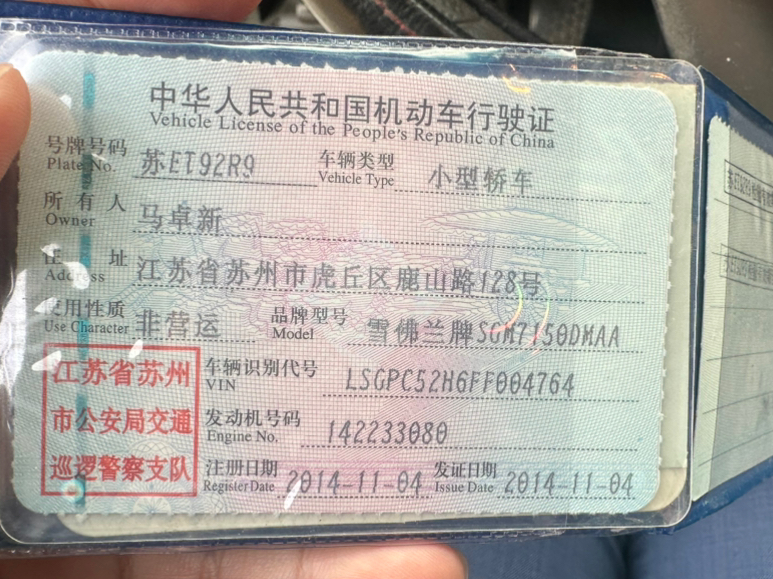 中华人民共和国机动车行驶证
Vehicle License of the People's Republic of China
号牌号码 苏ET92R9 车辆类型 小型轿车
Plate No. Vehicle Type
所有人 马卓新
Owner
住址 江苏省苏州市虎丘区鹿山路128号
Address
使用性质 非营运 品牌型号 雪佛兰牌SGM7150DMAA
Use Character Model
江苏省苏州
市公安局交通
巡逻警察支队
车辆识别代号 LSGPC52H6FF004764
VIN
发动机号码 142233080
Engine No.
注册日期 2014-11-04 发证日期 2014-11-04
Register Date Issue Date